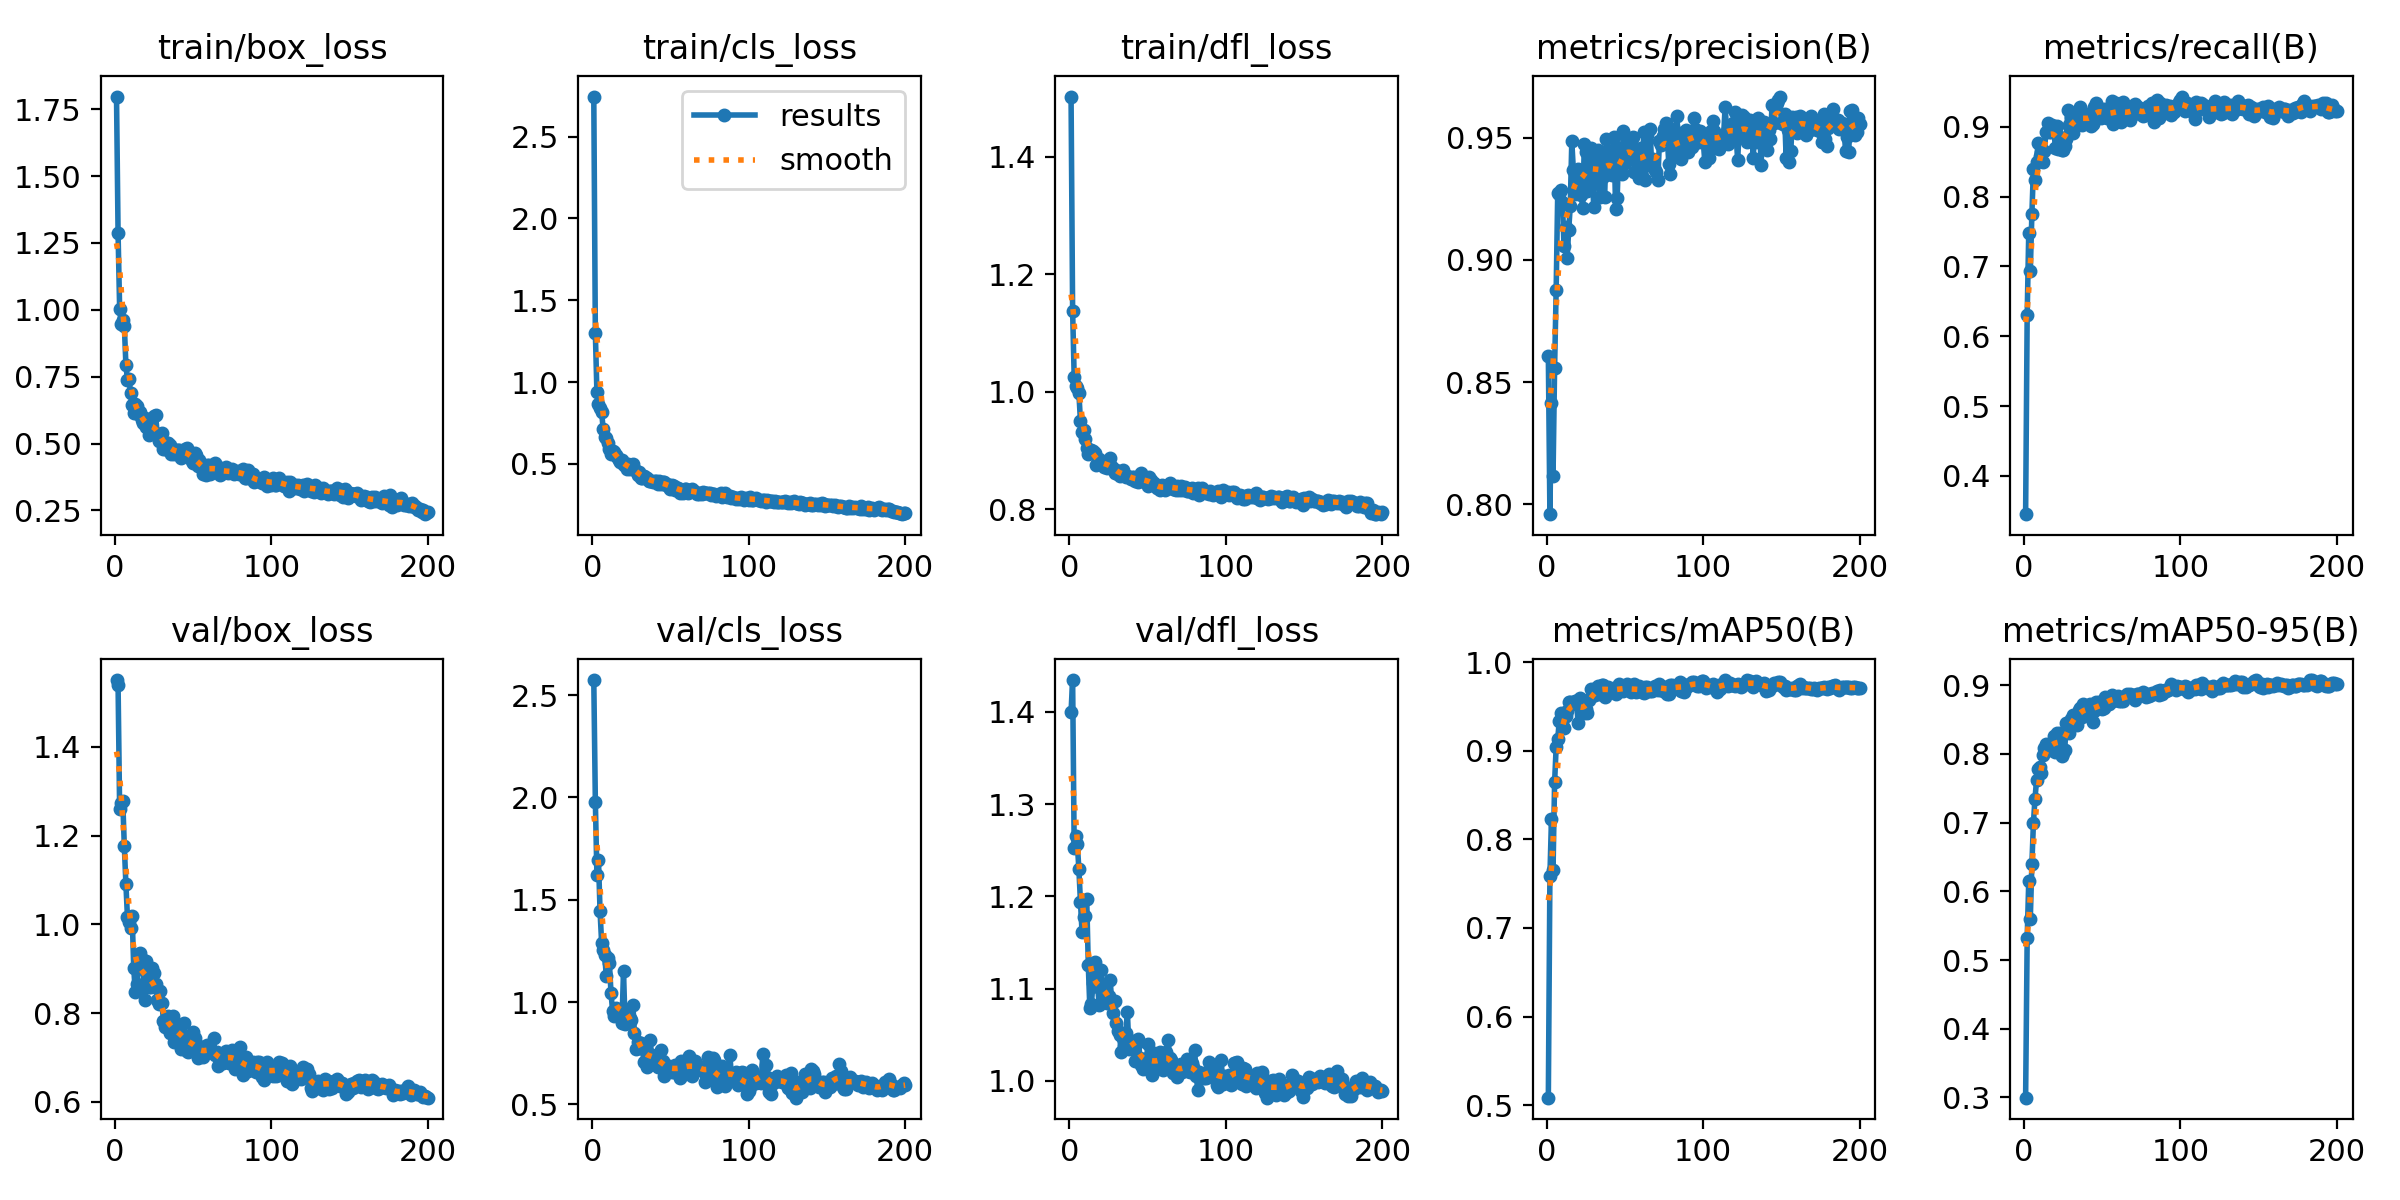 train/box_loss
1.75
1.50
1.25
1.00
0.75
0.50
0.25
0 100 200
train/cls_loss
results
smooth
2.5
2.0
1.5
1.0
0.5
0 100 200
train/dfl_loss
1.4
1.2
1.0
0.8
0 100 200
metrics/precision(B)
0.95
0.90
0.85
0.80
0 100 200
metrics/recall(B)
0.9
0.8
0.7
0.6
0.5
0.4
0 100 200
val/box_loss
1.4
1.2
1.0
0.8
0.6
0 100 200
val/cls_loss
2.5
2.0
1.5
1.0
0.5
0 100 200
val/dfl_loss
1.4
1.3
1.2
1.1
1.0
0 100 200
metrics/mAP50(B)
1.0
0.9
0.8
0.7
0.6
0.5
0 100 200
metrics/mAP50-95(B)
0.9
0.8
0.7
0.6
0.5
0.4
0.3
0 100 200